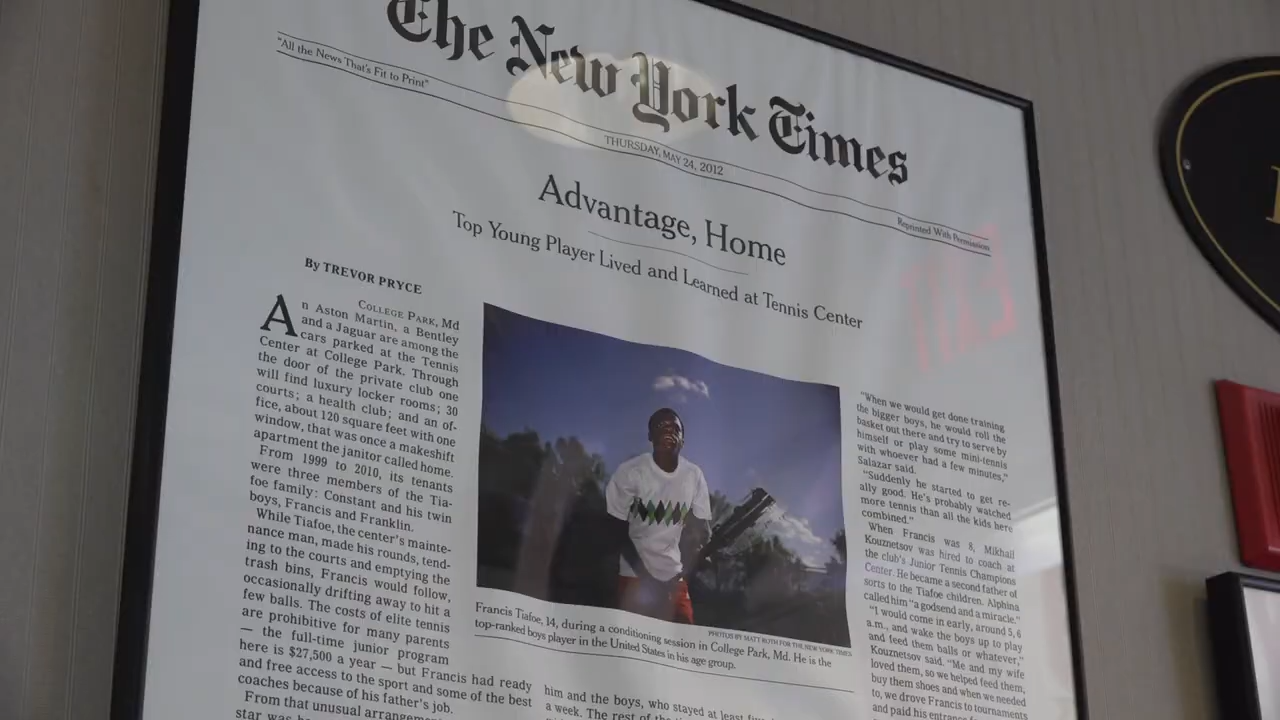 The New York Times
"All the News That's Fit to Print"
THURSDAY, MAY 24, 2012
Reprinted With Permission
Advantage, Home
Top Young Player Lived and Learned at Tennis Center
By TREVOR PRYCE
COLLEGE PARK, Md
An Aston Martin, a Bentley
and a Jaguar are among the
cars parked at the Tennis
Center at College Park. Through
the door of the private club one
will find luxury locker rooms; 30
courts; a health club; and an of-
fice, about 120 square feet with one
window, that was once a makeshift
apartment the janitor called home.
From 1999 to 2010, its tenants
were three members of the Tia-
foe family: Constant and his twin
boys, Francis and Franklin.
While Tiafoe, the center's mainte-
nance man, made his rounds, tend-
ing to the courts and emptying the
trash bins, Francis would follow,
occasionally drifting away to hit a
few balls. The costs of elite tennis
are prohibitive for many parents
— the full-time junior program
here is $27,500 a year — but Francis had ready
and free access to the sport and some of the best
coaches because of his father's job.
From that unusual
star was
PHOTOS BY MATT ROTH FOR THE NEW YORK TIMES
Francis Tiafoe, 14, during a conditioning session in College Park, Md. He is the
top-ranked boys player in the United States in his age group.
him and the boys, who stayed at least
a week. The rest of
"When we would get done training
the bigger boys, he would roll the
basket out there and try to serve by
himself or play some mini-tennis
with whoever had a few minutes,"
Salazar said.
"Suddenly he started to get re-
ally good. He's probably watched
more tennis than all the kids here
combined."
When Francis was 8, Mikhail
Kouznetsov was hired to coach at
the club's Junior Tennis Champions
Center. He became a second father of
sorts to the Tiafoe children. Alphina
called him "a godsend and a miracle."
"I would come in early, around 5, 6
a.m., and wake the boys up to play
and feed them balls or whatever,"
Kouznetsov said. "Me and my wife
loved them, so we helped feed them,
buy them shoes and when we needed
to, we drove Francis to tournaments
and paid his entrance
EXIT